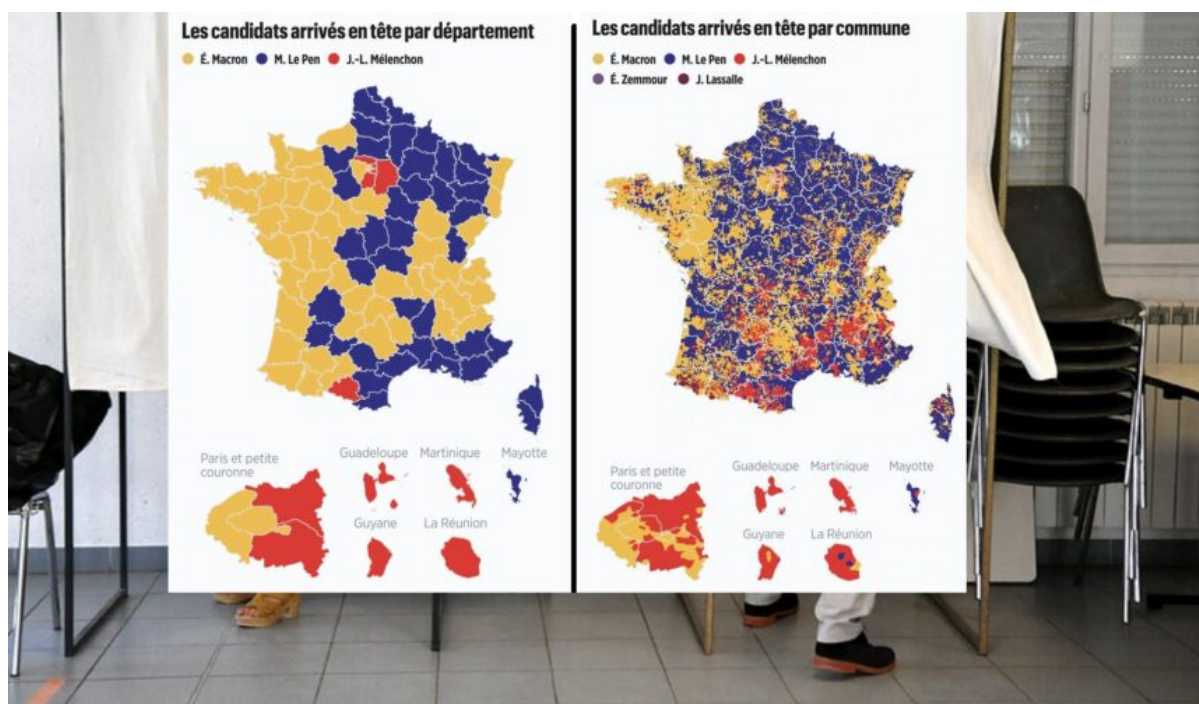 Les candidats arrivés en tête par département
É. Macron M. Le Pen J.-L. Mélenchon
Paris et petite
couronne
Guadeloupe
Martinique
Mayotte
Guyane
La Réunion
Les candidats arrivés en tête par commune
É. Macron M. Le Pen J.-L. Mélenchon
É. Zemmour J. Lassalle
Paris et petite
couronne
Guadeloupe
Martinique
Mayotte
Guyane
La Réunion